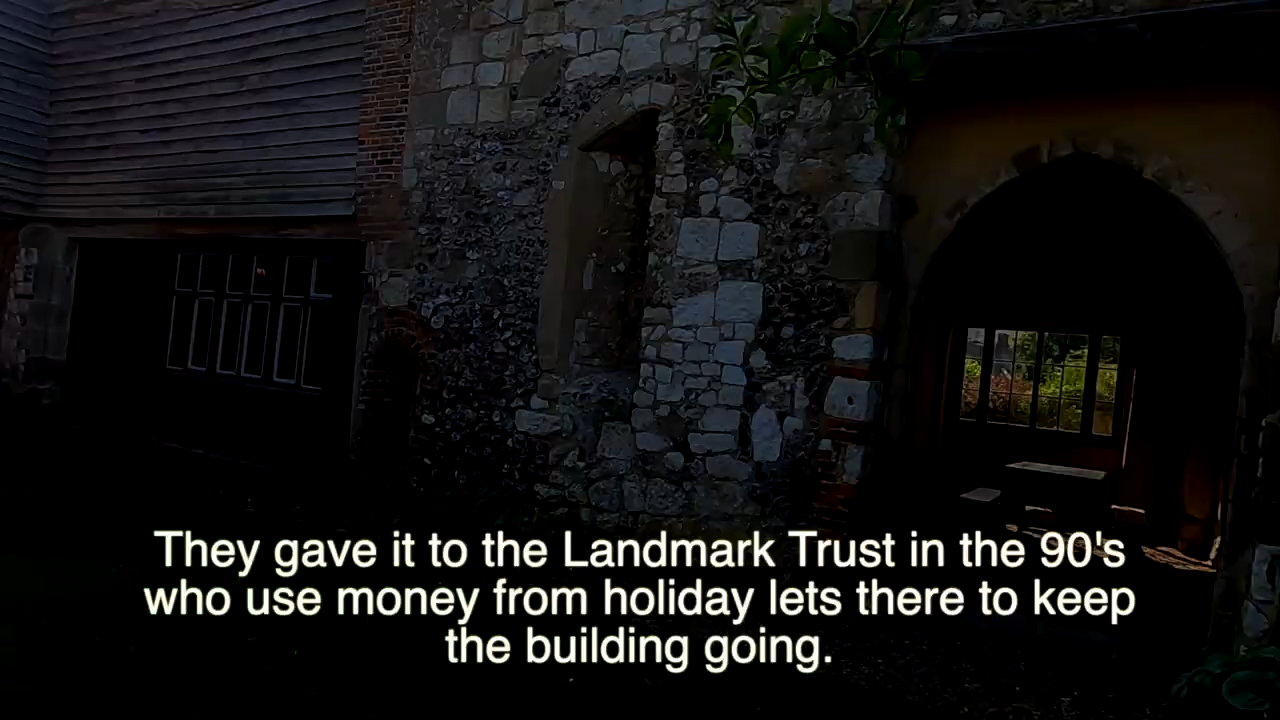 They gave it to the Landmark Trust in the 90's
who use money from holiday lets there to keep
the building going.